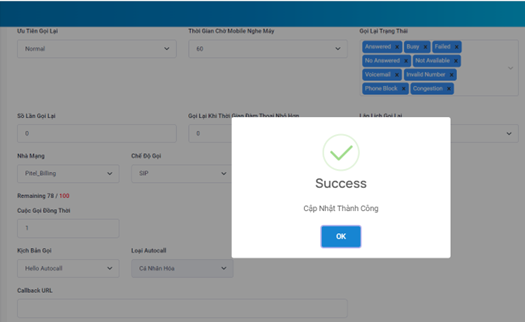 Ưu Tiên Gọi Lại
Thời Gian Chờ Mobile Nghe Máy
Gọi Lại Trạng Thái
Normal
60
Answered × Busy × Failed ×
No Answered × Not Available ×
Voicemail × Invalid Number ×
Phone Block × Congestion ×
Số Lần Gọi Lại
Gọi Lại Khi Thời Gian Đàm Thoại Nhỏ Hơn
Lên Lịch Gọi Lại
0
0
Nhà Mạng
Chế Độ Gọi
Pitel_Billing
SIP
Remaining 78 / 100
Cuộc Gọi Đồng Thời
1
Kịch Bản Gọi
Loại Autocall
Hello Autocall
Cá Nhân Hóa
Callback URL
Success
Cập Nhật Thành Công
OK